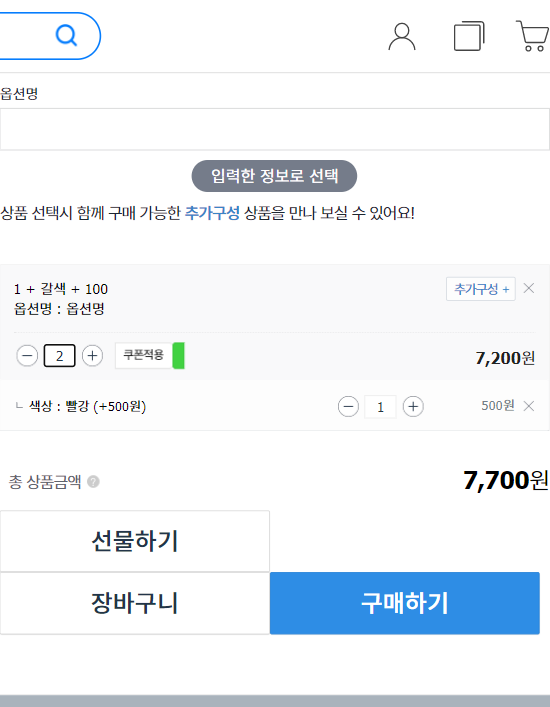 옵션명
입력한 정보로 선택
상품 선택시 함께 구매 가능한 추가구성 상품을 만나 보실 수 있어요!
1 + 갈색 + 100
추가구성 +
옵션명 : 옵션명
2
쿠폰적용
7,200원
색상 : 빨강 (+500원)
1
500원
총 상품금액 ?
7,700원
선물하기
장바구니
구매하기